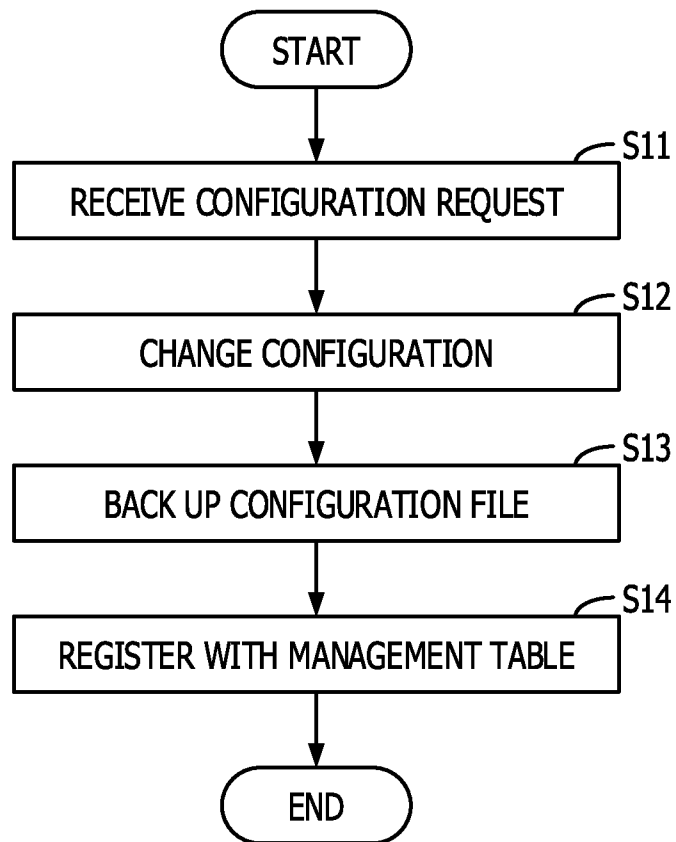 START
S11
RECEIVE CONFIGURATION REQUEST
S12
CHANGE CONFIGURATION
S13
BACK UP CONFIGURATION FILE
S14
REGISTER WITH MANAGEMENT TABLE
END